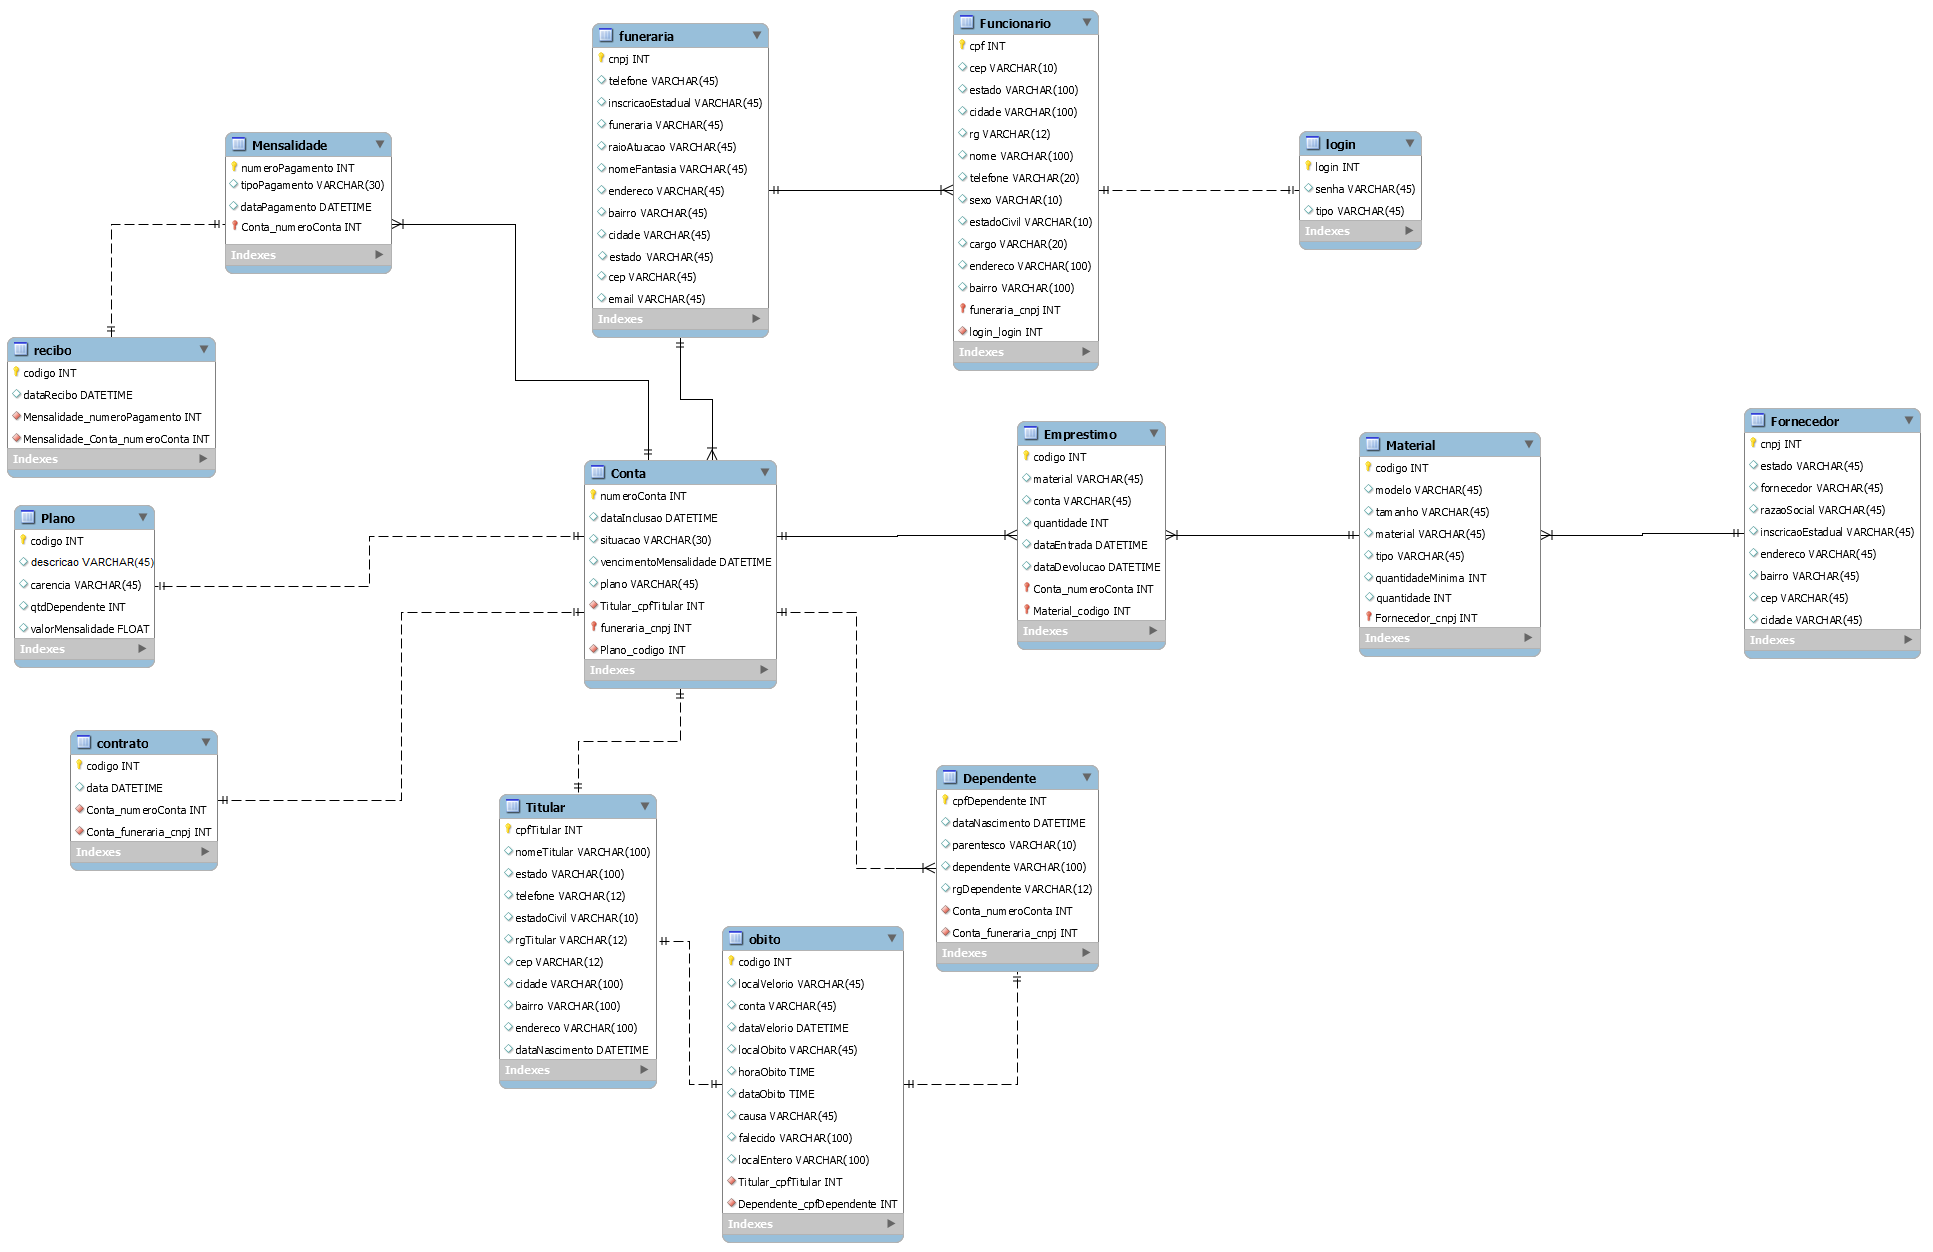 funeraria
cnpj INT
telefone VARCHAR(45)
inscricaoEstadual VARCHAR(45)
funeraria VARCHAR(45)
raioAtuacao VARCHAR(45)
nomeFantasia VARCHAR(45)
endereco VARCHAR(45)
bairro VARCHAR(45)
cidade VARCHAR(45)
estado VARCHAR(45)
cep VARCHAR(45)
email VARCHAR(45)
Indexes
Funcionario
cpf INT
cep VARCHAR(10)
estado VARCHAR(100)
cidade VARCHAR(100)
rg VARCHAR(12)
nome VARCHAR(100)
telefone VARCHAR(20)
sexo VARCHAR(10)
estadoCivil VARCHAR(10)
cargo VARCHAR(20)
endereco VARCHAR(100)
bairro VARCHAR(100)
funeraria_cnpj INT
login_login INT
Indexes
login
login INT
senha VARCHAR(45)
tipo VARCHAR(45)
Indexes
Mensalidade
numeroPagamento INT
tipoPagamento VARCHAR(30)
dataPagamento DATETIME
Conta_numeroConta INT
Indexes
recibo
codigo INT
dataRecibo DATETIME
Mensalidade_numeroPagamento INT
Mensalidade_Conta_numeroConta INT
Indexes
Plano
codigo INT
descricao VARCHAR(45)
carencia VARCHAR(45)
qtdDependente INT
valorMensalidade FLOAT
Indexes
Conta
numeroConta INT
dataInclusao DATETIME
situacao VARCHAR(30)
vencimentoMensalidade DATETIME
plano VARCHAR(45)
Titular_cpfTitular INT
funeraria_cnpj INT
Plano_codigo INT
Indexes
Emprestimo
codigo INT
material VARCHAR(45)
conta VARCHAR(45)
quantidade INT
dataEntrada DATETIME
dataDevolucao DATETIME
Conta_numeroConta INT
Material_codigo INT
Indexes
Material
codigo INT
modelo VARCHAR(45)
tamanho VARCHAR(45)
material VARCHAR(45)
tipo VARCHAR(45)
quantidadeMinima INT
quantidade INT
Fornecedor_cnpj INT
Indexes
Fornecedor
cnpj INT
estado VARCHAR(45)
fornecedor VARCHAR(45)
razaoSocial VARCHAR(45)
inscricaoEstadual VARCHAR(45)
endereco VARCHAR(45)
bairro VARCHAR(45)
cep VARCHAR(45)
cidade VARCHAR(45)
Indexes
contrato
codigo INT
data DATETIME
Conta_numeroConta INT
Conta_funeraria_cnpj INT
Indexes
Titular
cpfTitular INT
nomeTitular VARCHAR(100)
estado VARCHAR(100)
telefone VARCHAR(12)
estadoCivil VARCHAR(10)
rgTitular VARCHAR(12)
cep VARCHAR(12)
cidade VARCHAR(100)
bairro VARCHAR(100)
endereco VARCHAR(100)
dataNascimento DATETIME
Indexes
Dependente
cpfDependente INT
dataNascimento DATETIME
parentesco VARCHAR(10)
dependente VARCHAR(100)
rgDependente VARCHAR(12)
Conta_numeroConta INT
Conta_funeraria_cnpj INT
Indexes
obito
codigo INT
localVelorio VARCHAR(45)
conta VARCHAR(45)
dataVelorio DATETIME
localObito VARCHAR(45)
horaObito TIME
dataObito TIME
causa VARCHAR(45)
falecido VARCHAR(100)
localEntero VARCHAR(100)
Titular_cpfTitular INT
Dependente_cpfDependente INT
Indexes